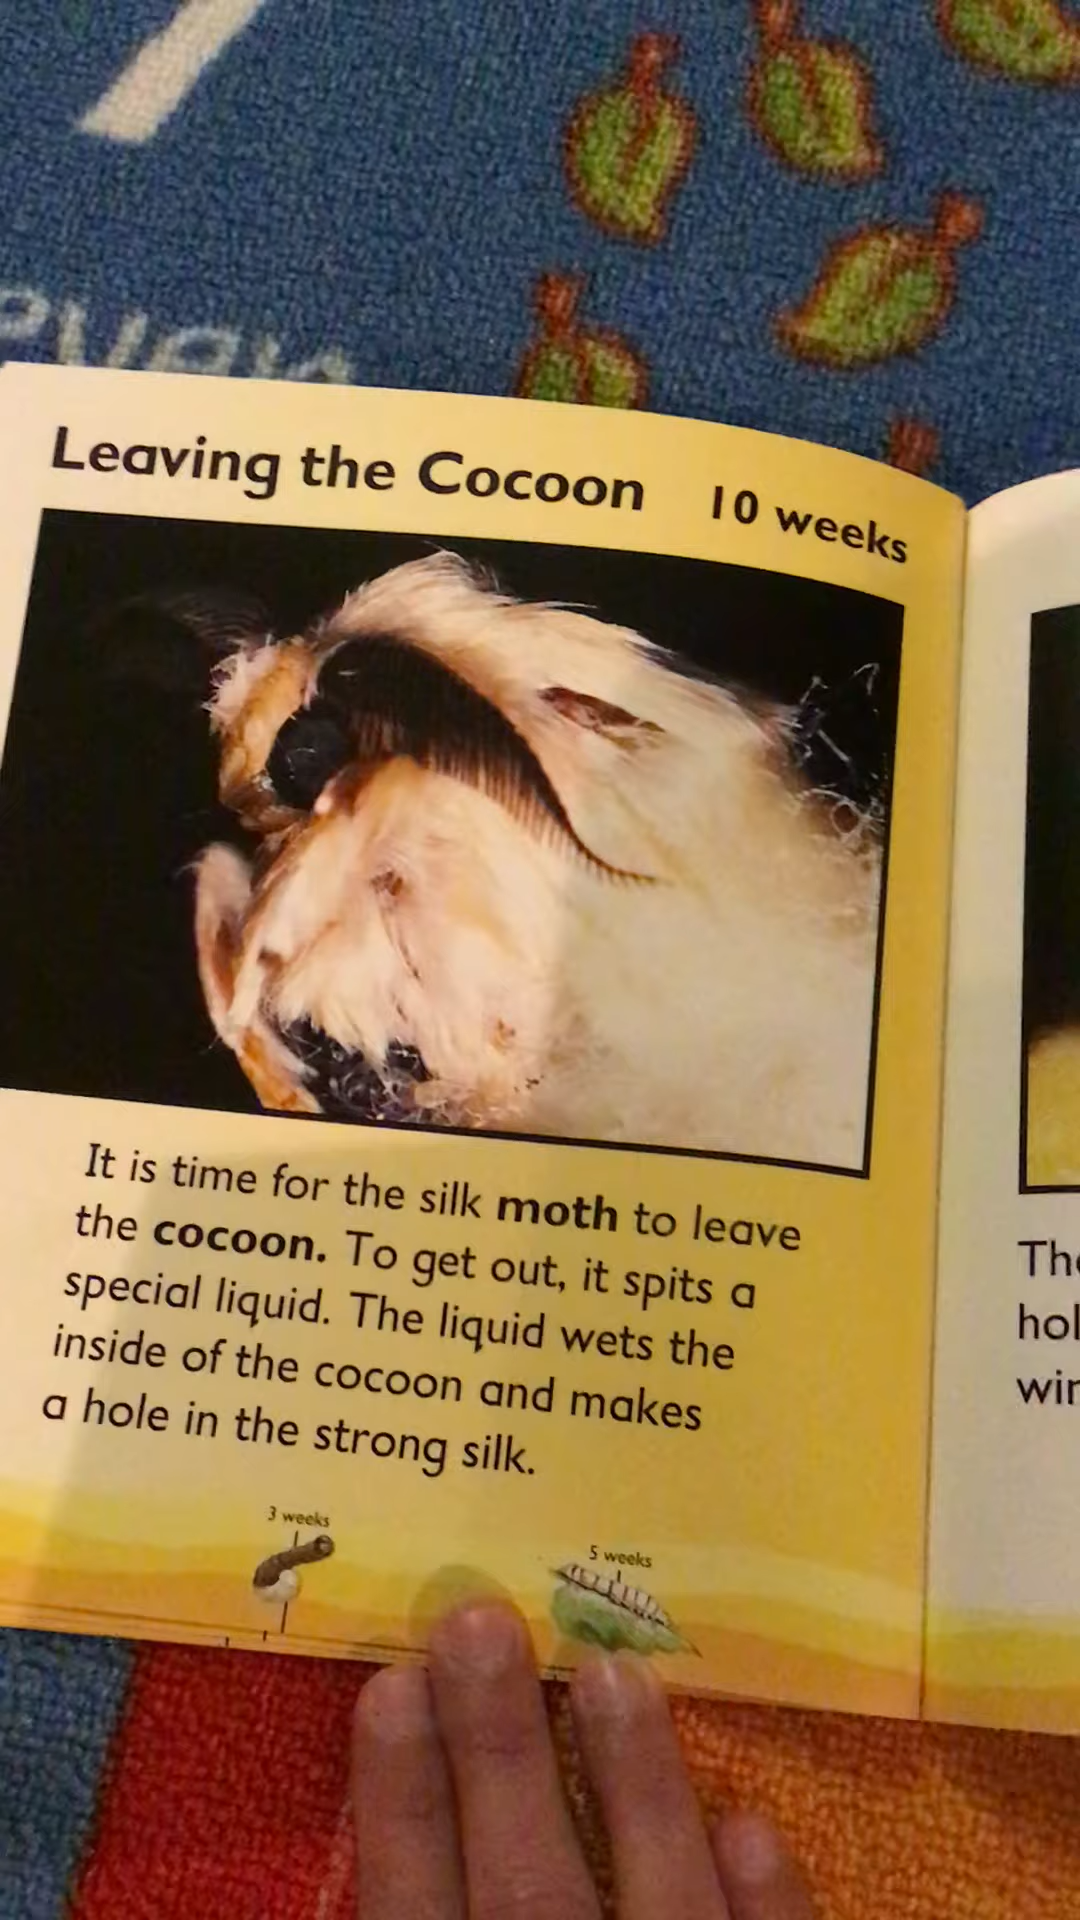 Leaving the Cocoon 10 weeks
It is time for the silk moth to leave
the cocoon. To get out, it spits a
special liquid. The liquid wets the
inside of the cocoon and makes
a hole in the strong silk.
3 weeks
5 weeks